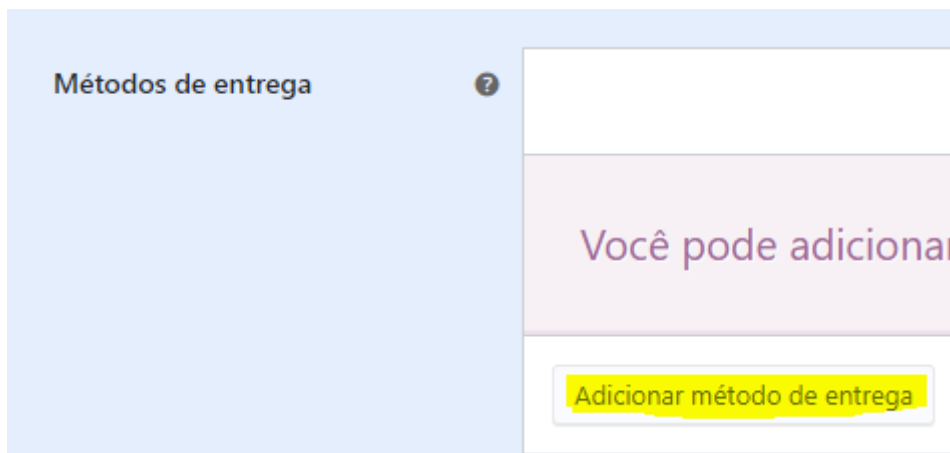 Métodos de entrega
Você pode adicionar
Adicionar método de entrega